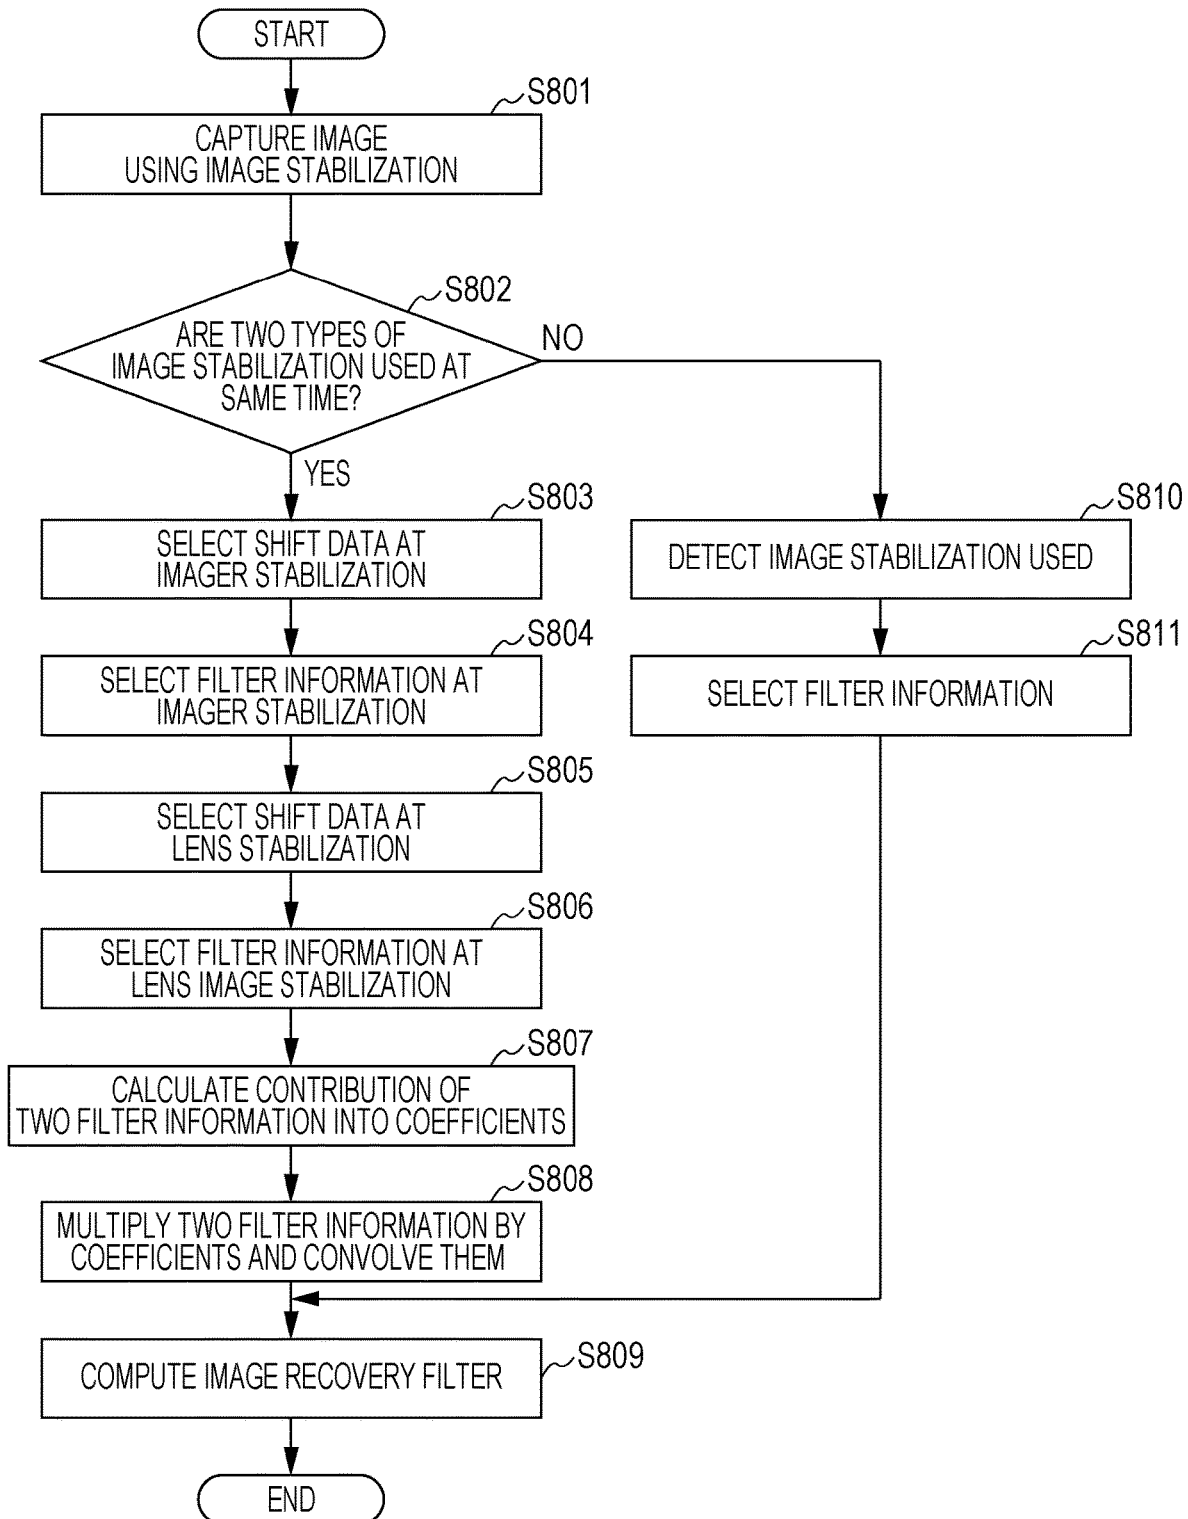 START
S801
CAPTURE IMAGE
USING IMAGE STABILIZATION
S802
ARE TWO TYPES OF
IMAGE STABILIZATION USED AT
SAME TIME?
NO
YES
S803
SELECT SHIFT DATA AT
IMAGER STABILIZATION
S810
DETECT IMAGE STABILIZATION USED
S804
SELECT FILTER INFORMATION AT
IMAGER STABILIZATION
S811
SELECT FILTER INFORMATION
S805
SELECT SHIFT DATA AT
LENS STABILIZATION
S806
SELECT FILTER INFORMATION AT
LENS IMAGE STABILIZATION
S807
CALCULATE CONTRIBUTION OF
TWO FILTER INFORMATION INTO COEFFICIENTS
S808
MULTIPLY TWO FILTER INFORMATION BY
COEFFICIENTS AND CONVOLVE THEM
S809
COMPUTE IMAGE RECOVERY FILTER
END